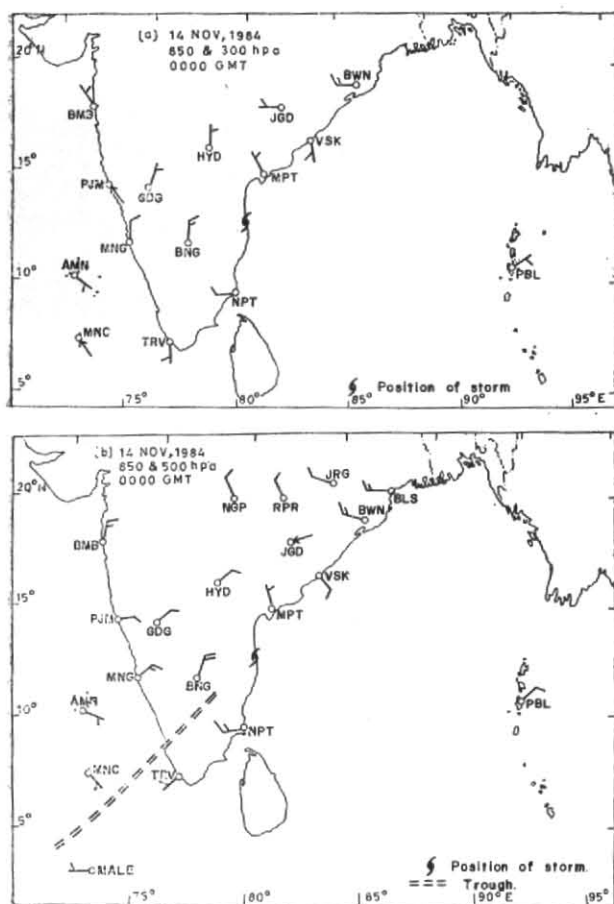 (a) 14 NOV, 1984
850 & 300 hpa
0000 GMT
20°N
BWN
BMB
JGD
VSK
HYD
MPT
15°
PJM
GDG
MNG
BNG
AMN
10°
PBL
NPT
MNC
TRV
5°
Position of storm
75°
80°
85°
90°
95°E
(b) 14 NOV, 1984
850 & 500 hpa
0000 GMT
20°N
JRG
NGP
RPR
BLS
BWN
BMB
JGD
VSK
HYD
15°
MPT
PJM
GDG
MNG
BNG
PBL
10°
NPT
MNC
TRV
5°
MALE
Position of storm.
=== Trough.
75°
80°
85°
90°
95°E